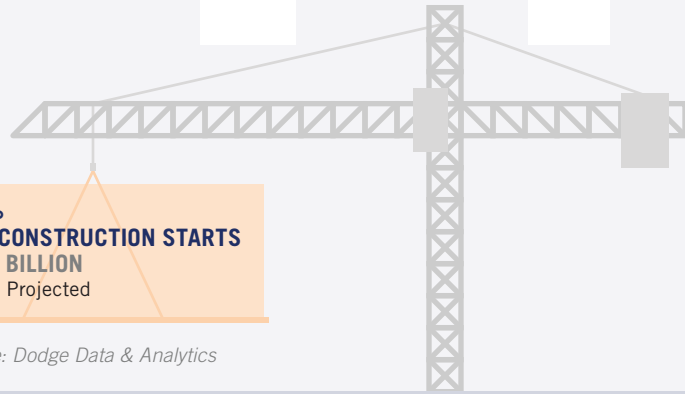 CONSTRUCTION STARTS
BILLION
Projected
: Dodge Data & Analytics